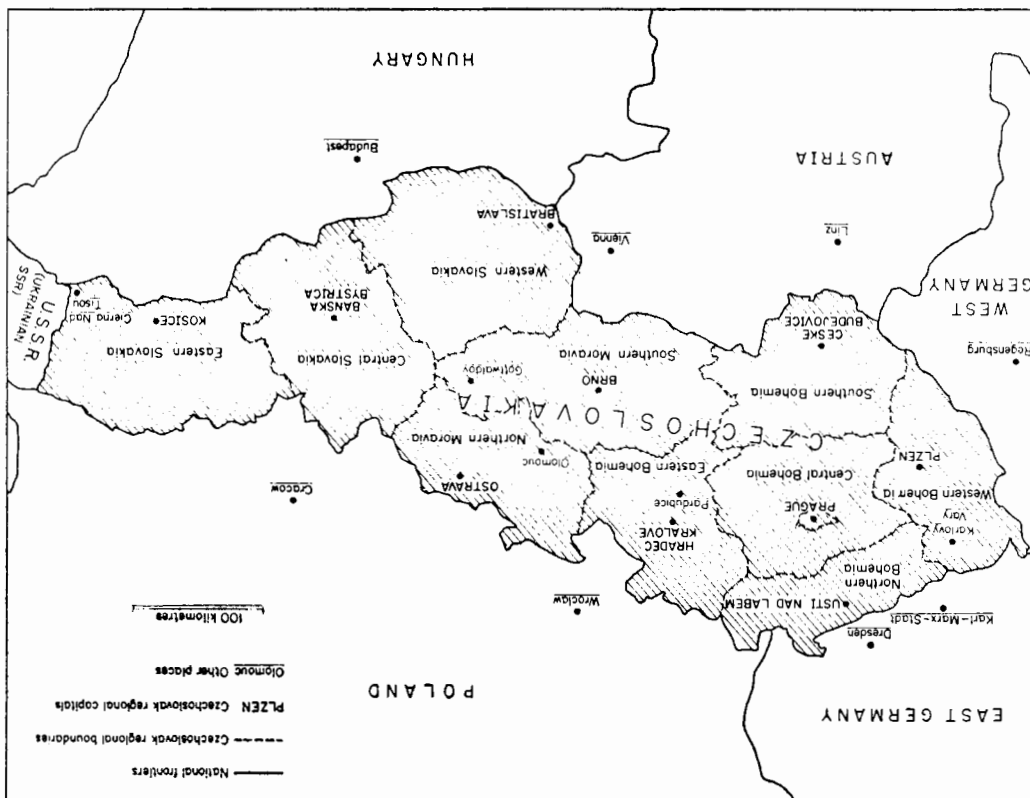 National frontiers
Czechoslovak regional boundaries
EAST GERMANY
PLZEN Czechoslovak regional capitals
POLAND
Olomouc Other places
Dresden
Karl-Marx-Stadt
100 kilometres
USTI NAD LABEM
Wroclaw
Northern
Bohemia
Karlovy
Vary
HRADEC
KRALOVE
PRAGUE
Cracow
Western Bohemia
Pardubice
OSTRAVA
Central Bohemia
Eastern Bohemia
PLZEN
Olomouc
Northern Moravia
CZECHOSLOVAKIA
Southern Bohemia
BRNO
Gottwaldov
Regensburg
Central Slovakia
Eastern Slovakia
CESKE
BUDEJOVICE
Southern Moravia
KOSICE
BANSKA
BYSTRICA
Cierna Nad
Tisou
U.S.S.R.
(UKRAINIAN
SSR)
WEST
GERMANY
Western Slovakia
Linz
Vienna
BRATISLAVA
AUSTRIA
Budapest
HUNGARY